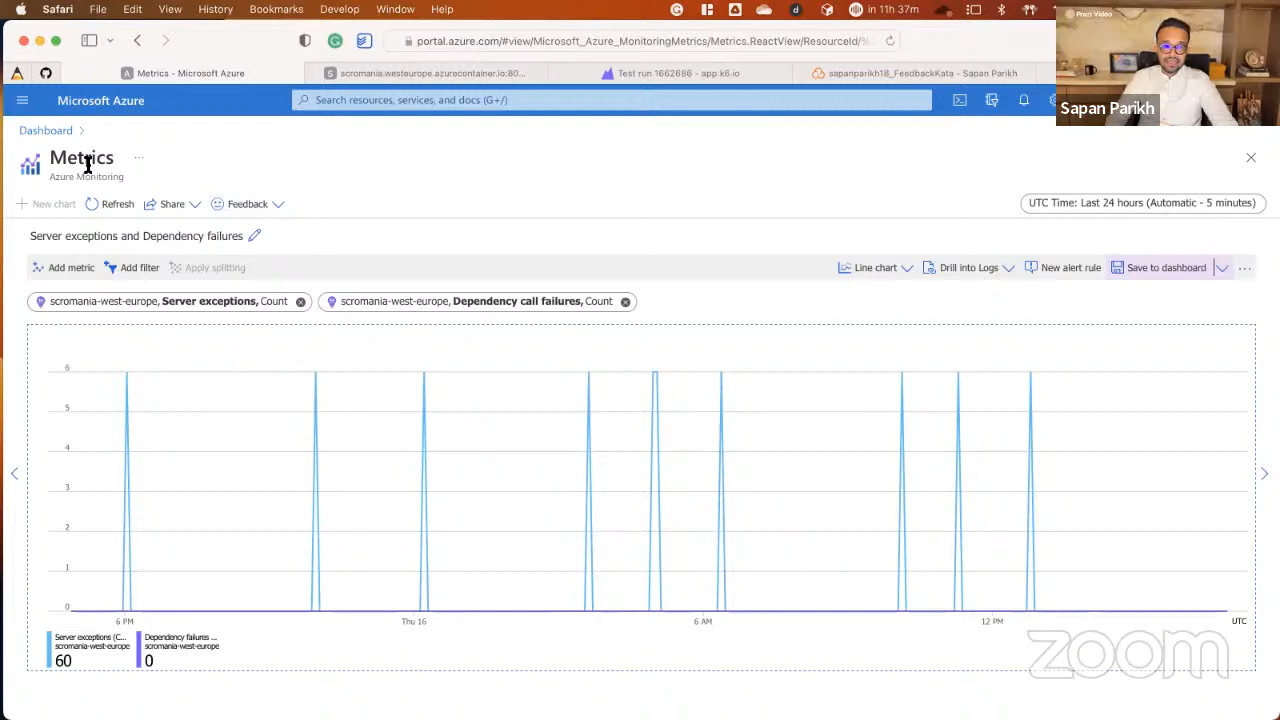 Safari File Edit View History Bookmarks Develop Window Help
in 11h 37m
Prezi Video
portal.azure.com/#view/Microsoft_Azure_MonitoringMetrics/Metrics.ReactView/ResourceId/%
Metrics - Microsoft Azure
scromania.westeurope.azurecontainer.io:80...
Test run 1662686 - app.k6.io
sapanparikh18_FeedbackKata - Sapan Parikh
Sapan Parikh
Microsoft Azure
Search resources, services, and docs (G+/)
Dashboard >
Metrics ...
Azure Monitoring
New chart Refresh Share Feedback
UTC Time: Last 24 hours (Automatic - 5 minutes)
Server exceptions and Dependency failures
Add metric Add filter Apply splitting
Line chart Drill into Logs New alert rule Save to dashboard ...
scromania-west-europe, Server exceptions, Count
scromania-west-europe, Dependency call failures, Count
6
5
4
3
2
1
0
6 PM Thu 16 6 AM 12 PM UTC
Server exceptions (C...
scromania-west-europe
60
Dependency failures ...
scromania-west-europe
0
zoom